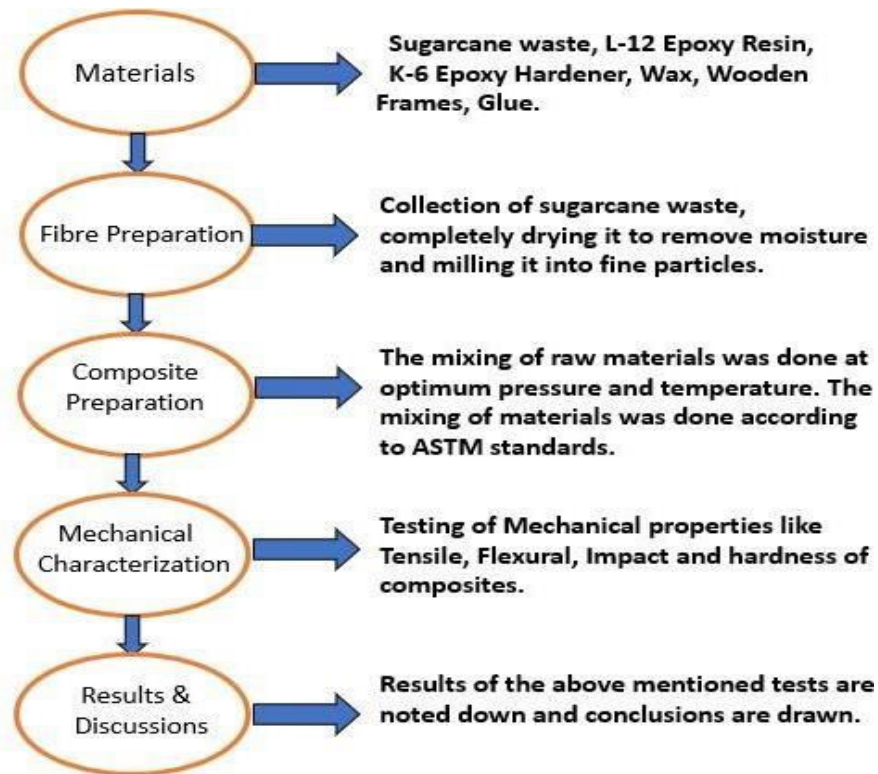 Materials
Sugarcane waste, L-12 Epoxy Resin,
K-6 Epoxy Hardener, Wax, Wooden
Frames, Glue.
Fibre Preparation
Collection of sugarcane waste,
completely drying it to remove moisture
and milling it into fine particles.
Composite
Preparation
The mixing of raw materials was done at
optimum pressure and temperature. The
mixing of materials was done according
to ASTM standards.
Mechanical
Characterization
Testing of Mechanical properties like
Tensile, Flexural, Impact and hardness of
composites.
Results &
Discussions
Results of the above mentioned tests are
noted down and conclusions are drawn.